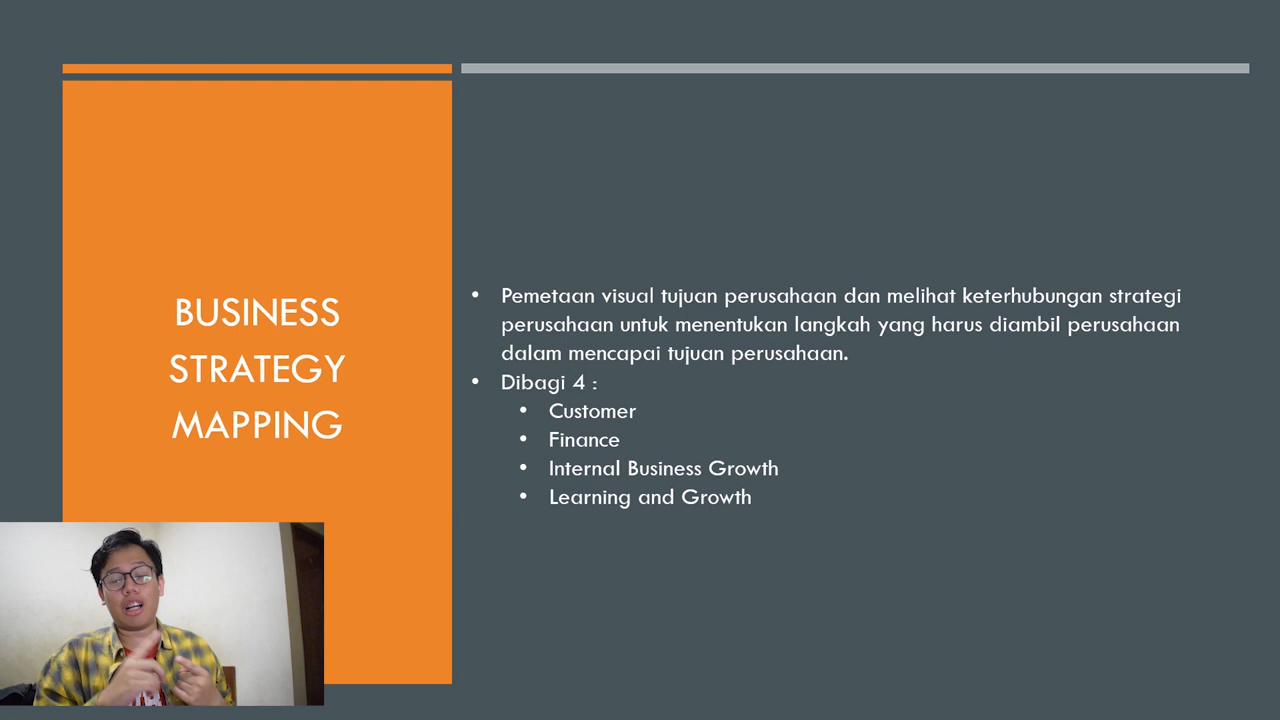 BUSINESS
STRATEGY
MAPPING
• Pemetaan visual tujuan perusahaan dan melihat keterhubungan strategi
perusahaan untuk menentukan langkah yang harus diambil perusahaan
dalam mencapai tujuan perusahaan.
• Dibagi 4 :
• Customer
• Finance
• Internal Business Growth
• Learning and Growth